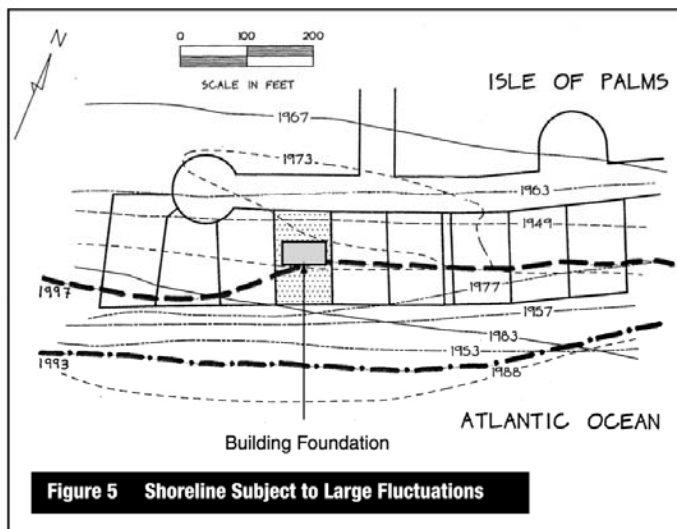 N
0 100 200
SCALE IN FEET
ISLE OF PALMS
1967
1973
1963
1949
1997
1977
1957
1983
1953
1993
1988
ATLANTIC OCEAN
Building Foundation
Figure 5 Shoreline Subject to Large Fluctuations